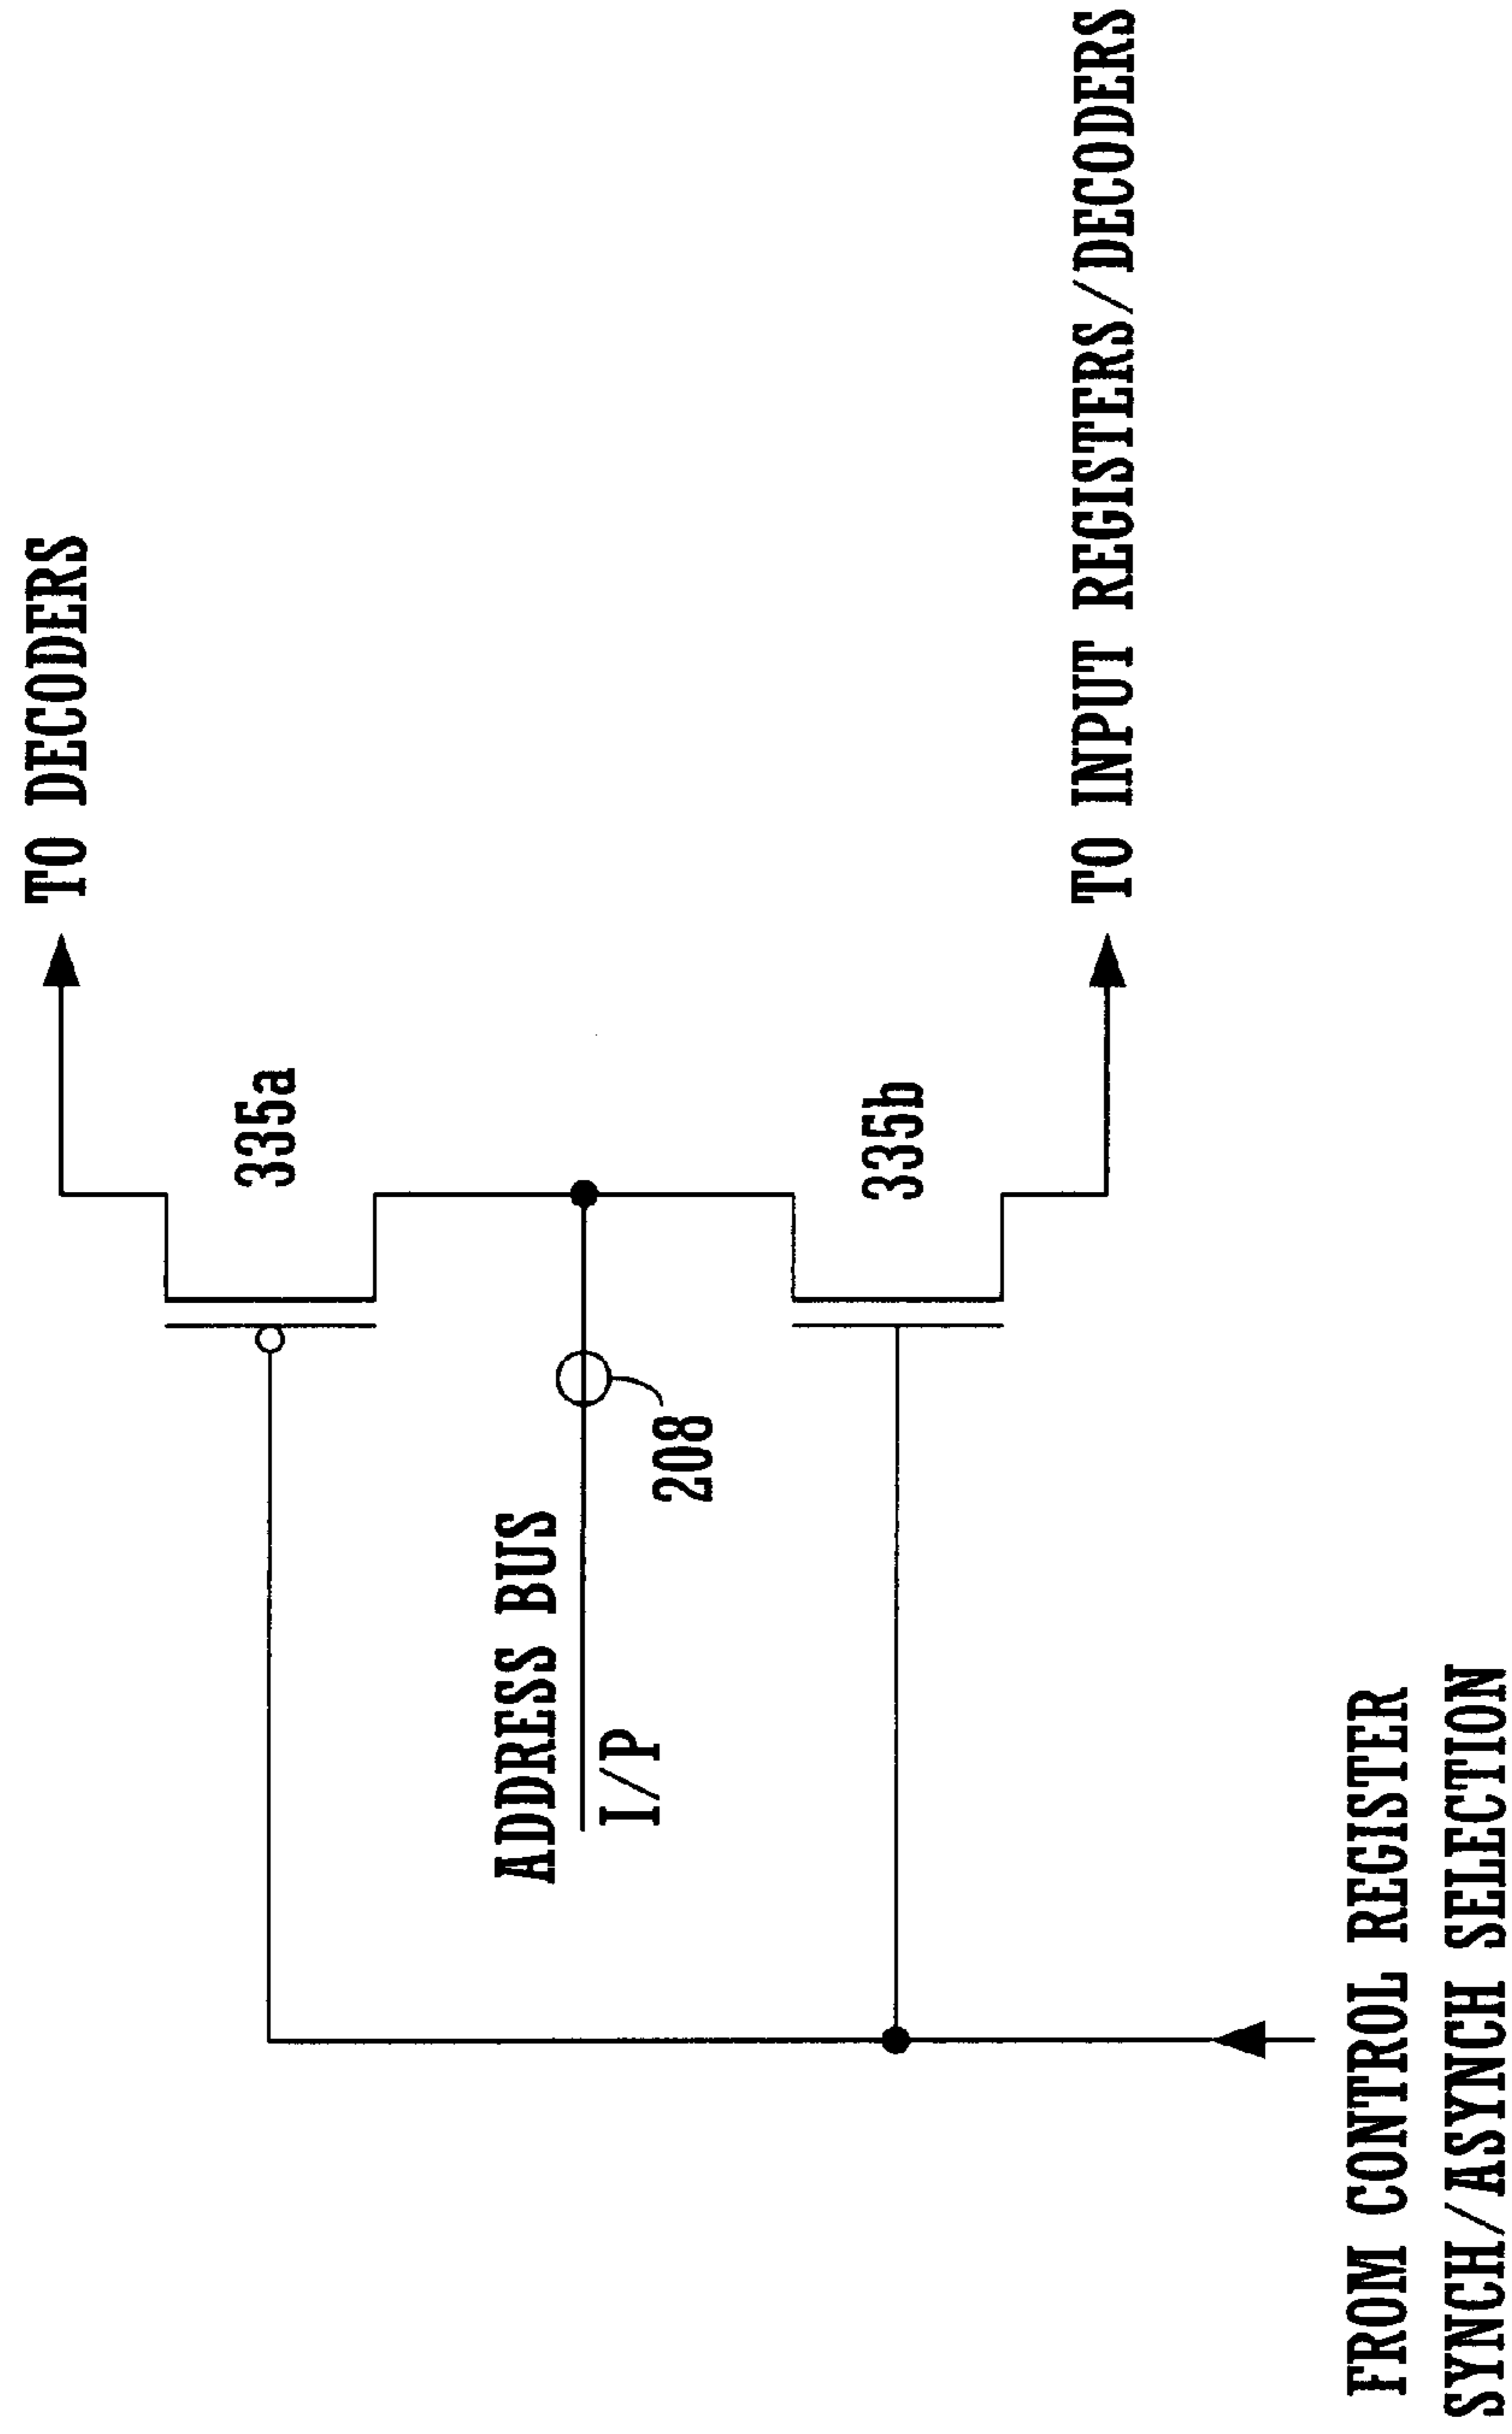 TO DECODERS
335a
ADDRESS BUS
I/P
208
335b
TO INPUT REGISTERS/DECODERS
FROM CONTROL REGISTER
SYNCH/ASYNCH SELECTION